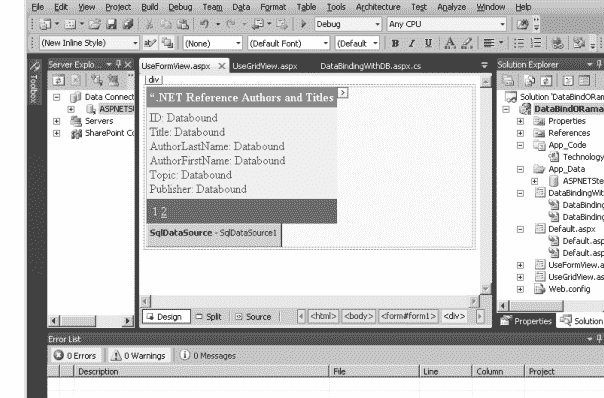 File Edit View Project Build Debug Team Data Format Table Tools Architecture Test Analyze Window Help
Debug Any CPU
(New Inline Style) (None) (Default Font) (Default B I U A
Server Explo...
UseFormView.aspx UseGridView.aspx DataBindingWithDB.aspx.cs
Solution Explorer
Toolbox
Data Connect
ASPNETS
Servers
SharePoint Co
div
".NET Reference Authors and Titles
ID: Databound
Title: Databound
AuthorLastName: Databound
AuthorFirstName: Databound
Topic: Databound
Publisher: Databound
1 2
SqlDataSource - SqlDataSource1
Solution 'DataBindORama
DataBindORama
Properties
References
App_Code
Technology
App_Data
ASPNETSte
DataBindingWit
DataBinding
DataBinding
Default.aspx
Default.asp
Default.asp
UseFormView.a
UseGridView.as
Web.config
Design Split Source <html> <body> <form#form1> <div>
Properties Solution
Error List
0 Errors 0 Warnings 0 Messages
Description File Line Column Project